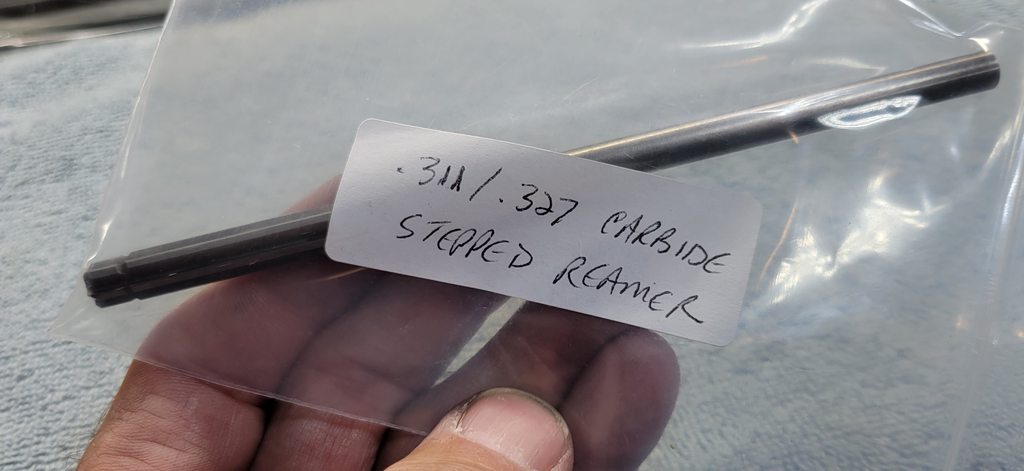 .311/.327 CARBIDE
STEPPED REAMER